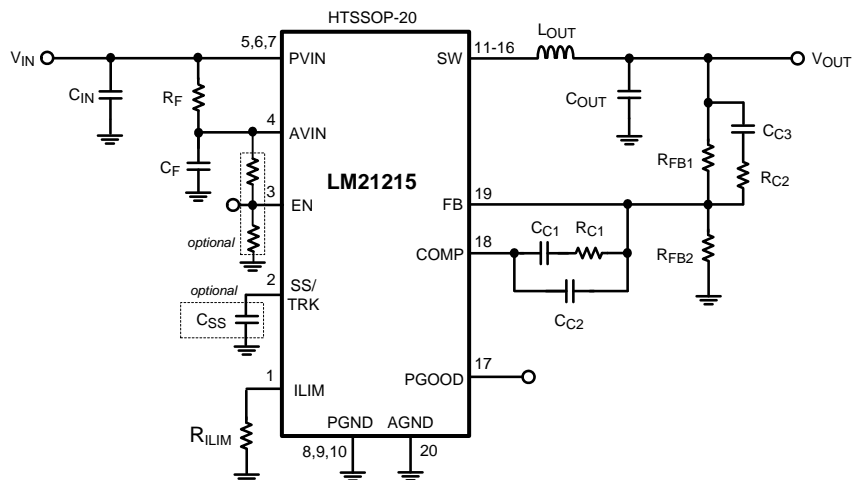 HTSSOP-20
VIN
5,6,7
PVIN
SW
11-16
LOUT
VOUT
CIN
RF
COUT
CC3
4
AVIN
RFB1
RC2
CF
LM21215
3
EN
FB
19
optional
CC1
RC1
COMP
18
RFB2
optional
2
SS/
TRK
CSS
CC2
17
PGOOD
1
ILIM
RILIM
PGND
AGND
8,9,10
20